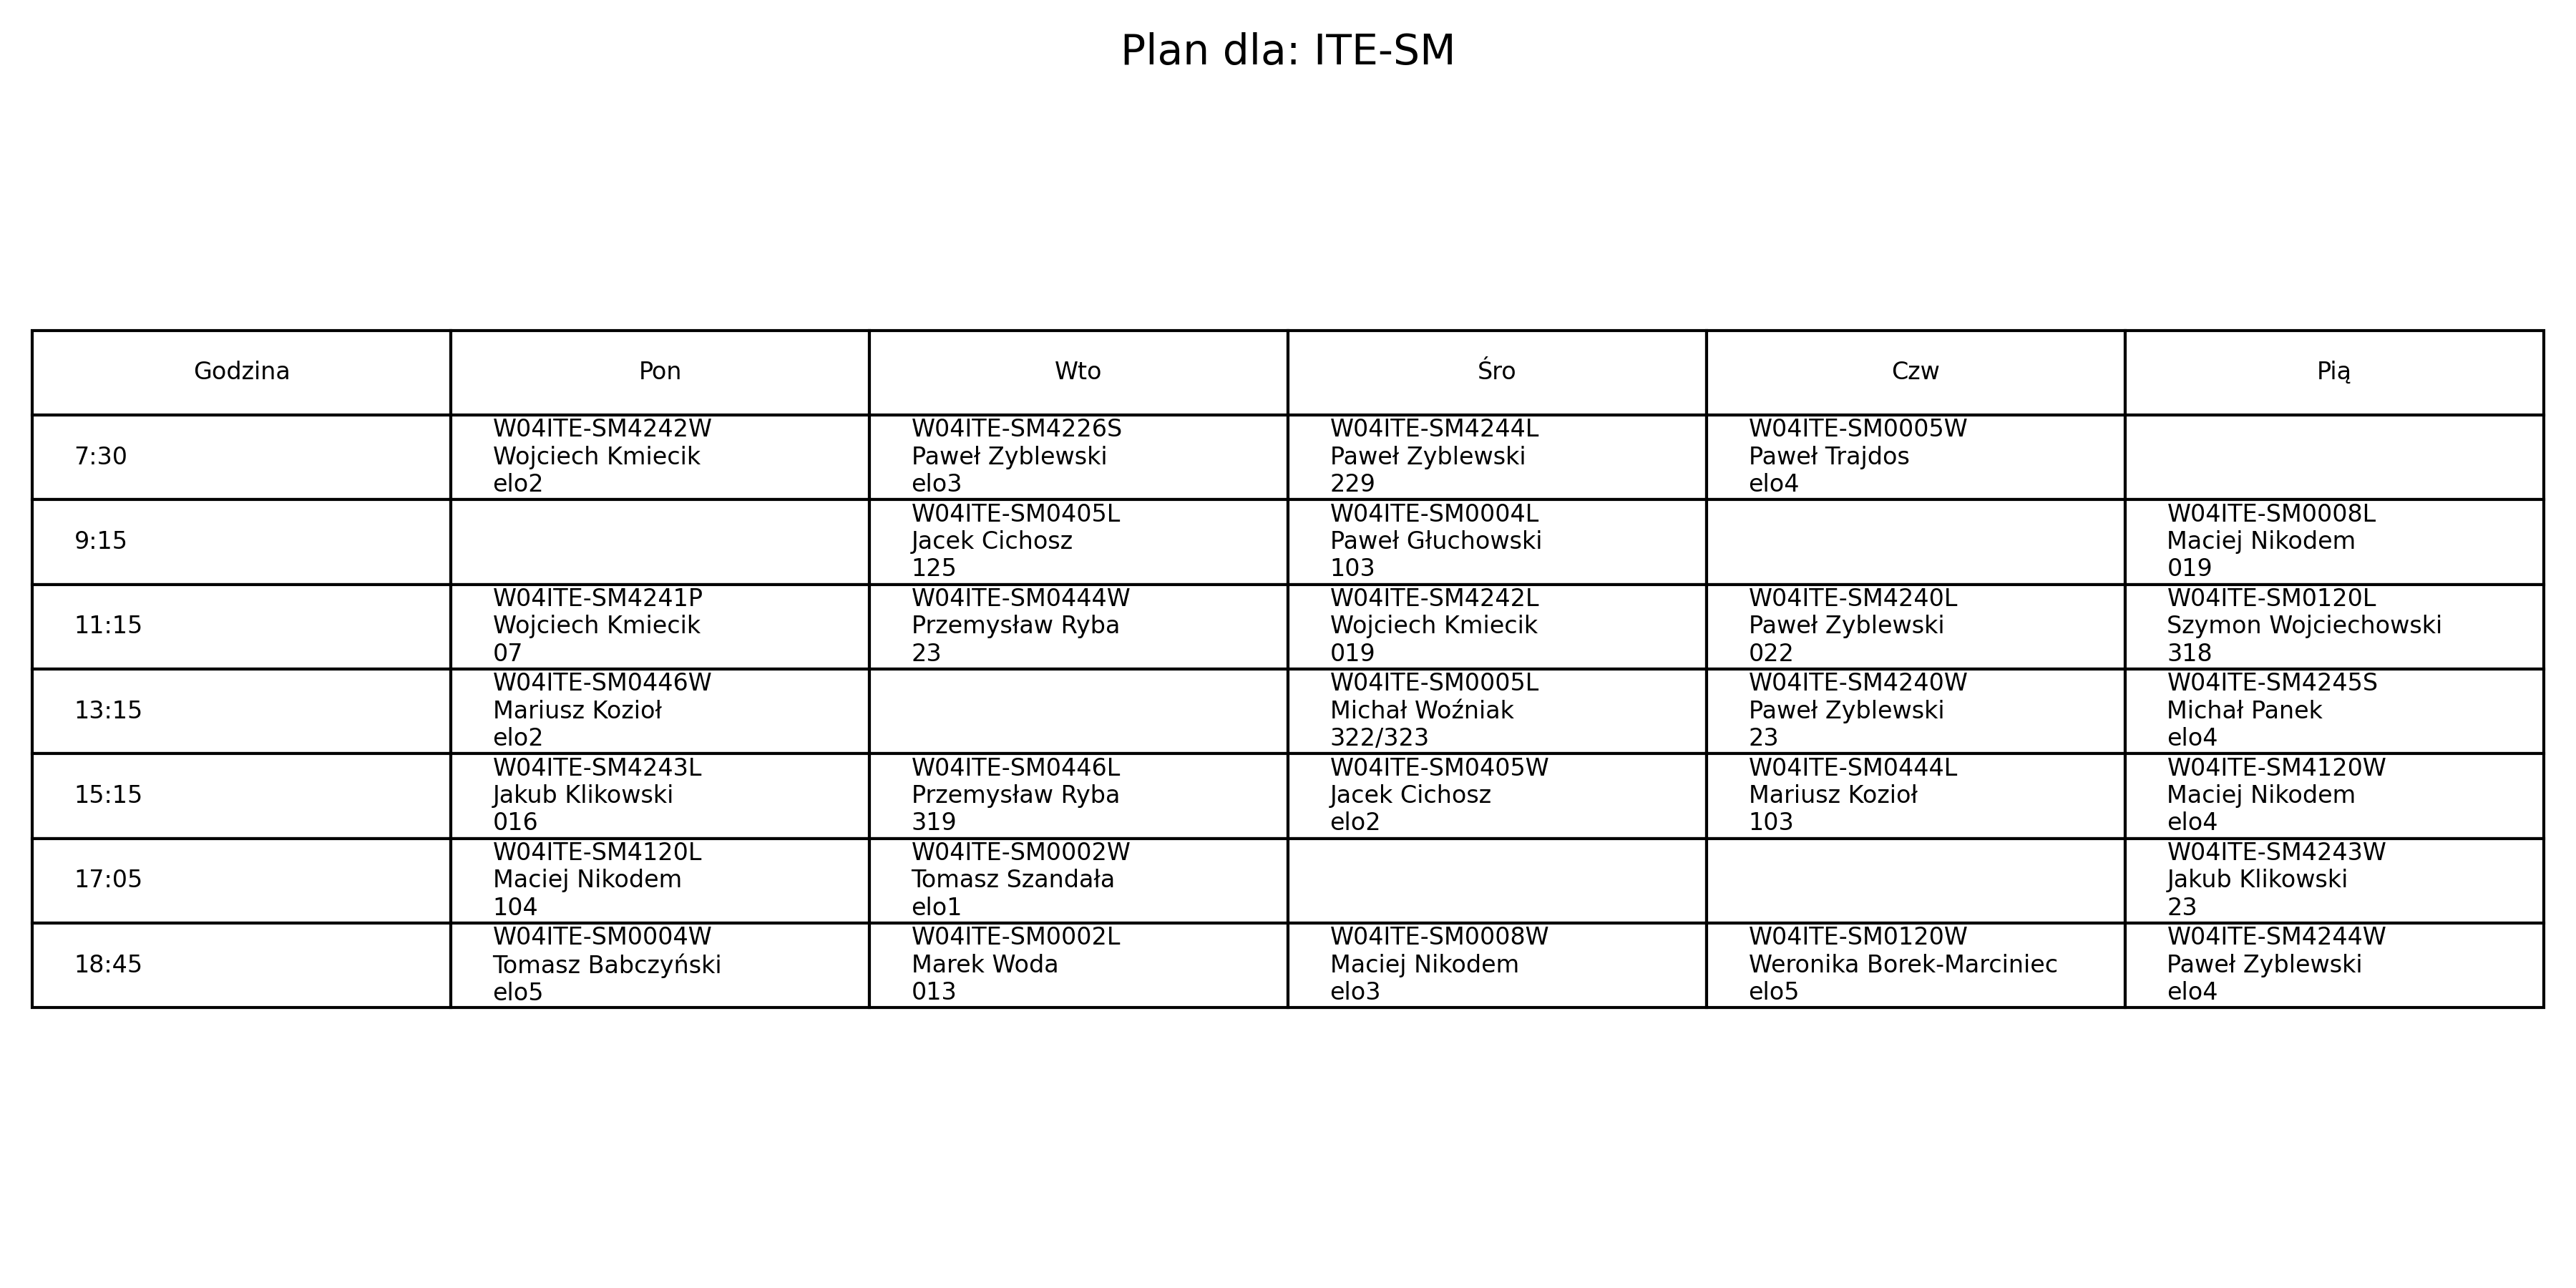 Plan dla: ITE-SM
Godzina
Pon
Wto
Śro
Czw
Pią
7:30
W04ITE-SM4242W
Wojciech Kmiecik
elo2
W04ITE-SM4226S
Paweł Zyblewski
elo3
W04ITE-SM4244L
Paweł Zyblewski
229
W04ITE-SM0005W
Paweł Trajdos
elo4
9:15
W04ITE-SM0405L
Jacek Cichosz
125
W04ITE-SM0004L
Paweł Głuchowski
103
W04ITE-SM0008L
Maciej Nikodem
019
11:15
W04ITE-SM4241P
Wojciech Kmiecik
07
W04ITE-SM0444W
Przemysław Ryba
23
W04ITE-SM4242L
Wojciech Kmiecik
019
W04ITE-SM4240L
Paweł Zyblewski
022
W04ITE-SM0120L
Szymon Wojciechowski
318
13:15
W04ITE-SM0446W
Mariusz Kozioł
elo2
W04ITE-SM0005L
Michał Woźniak
322/323
W04ITE-SM4240W
Paweł Zyblewski
23
W04ITE-SM4245S
Michał Panek
elo4
15:15
W04ITE-SM4243L
Jakub Klikowski
016
W04ITE-SM0446L
Przemysław Ryba
319
W04ITE-SM0405W
Jacek Cichosz
elo2
W04ITE-SM0444L
Mariusz Kozioł
103
W04ITE-SM4120W
Maciej Nikodem
elo4
17:05
W04ITE-SM4120L
Maciej Nikodem
104
W04ITE-SM0002W
Tomasz Szandała
elo1
W04ITE-SM4243W
Jakub Klikowski
23
18:45
W04ITE-SM0004W
Tomasz Babczyński
elo5
W04ITE-SM0002L
Marek Woda
013
W04ITE-SM0008W
Maciej Nikodem
elo3
W04ITE-SM0120W
Weronika Borek-Marciniec
elo5
W04ITE-SM4244W
Paweł Zyblewski
elo4